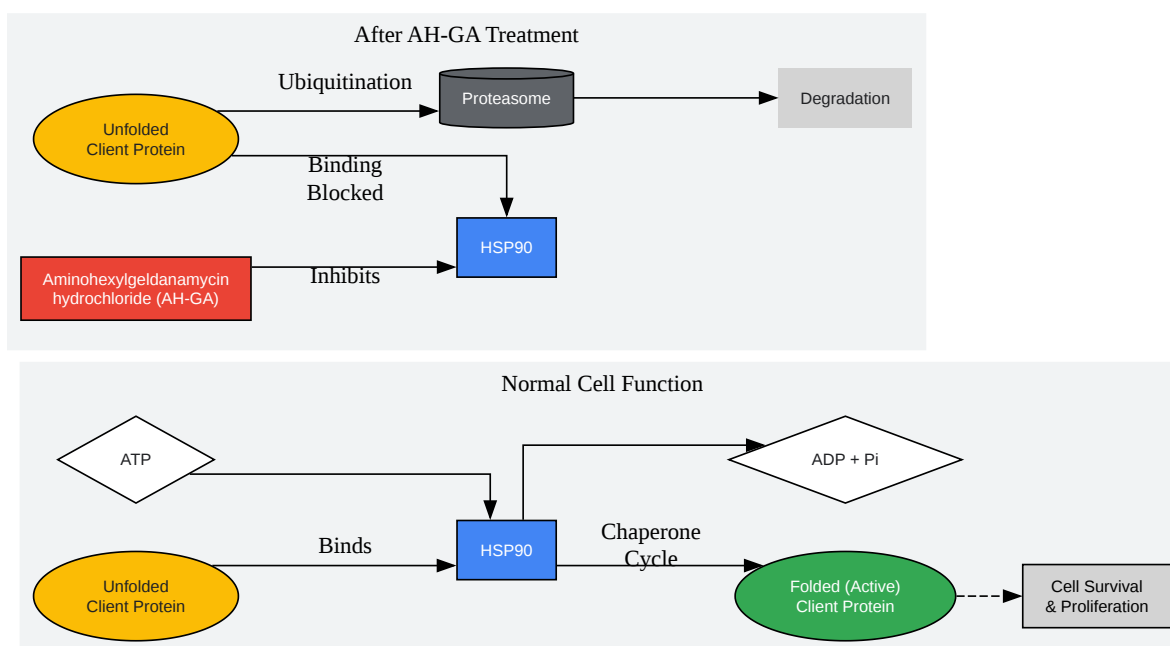 After AH-GA Treatment
Ubiquitination
Proteasome
Degradation
Unfolded
Client Protein
Binding
Blocked
HSP90
Aminohexylgeldanamycin
hydrochloride (AH-GA)
Inhibits
Normal Cell Function
ATP
ADP + Pi
Binds
HSP90
Chaperone
Cycle
Unfolded
Client Protein
Folded (Active)
Client Protein
Cell Survival
& Proliferation